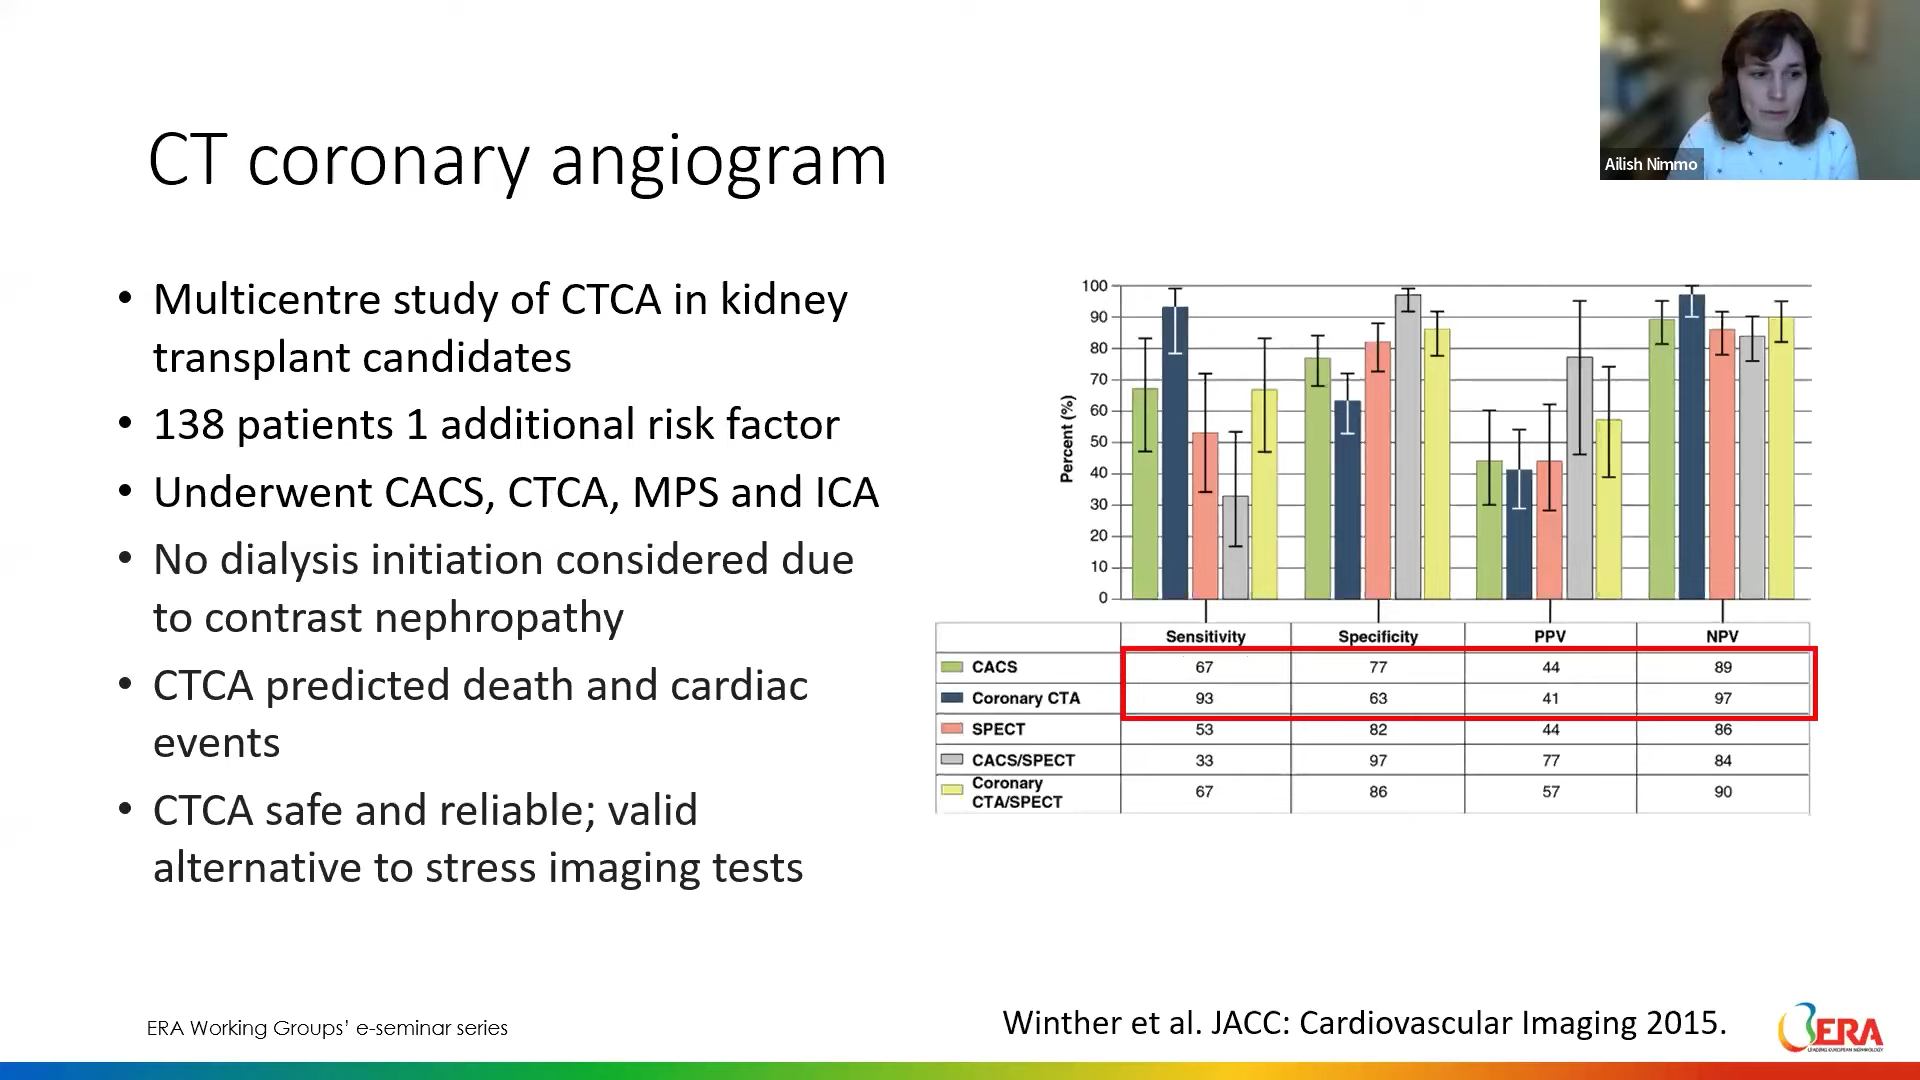 Ailish Nimmo
CT coronary angiogram
• Multicentre study of CTCA in kidney
transplant candidates
• 138 patients 1 additional risk factor
• Underwent CACS, CTCA, MPS and ICA
• No dialysis initiation considered due
to contrast nephropathy
• CTCA predicted death and cardiac
events
• CTCA safe and reliable; valid
alternative to stress imaging tests
Percent (%)
100
90
80
70
60
50
40
30
20
10
0
Sensitivity Specificity PPV NPV
CACS 67 77 44 89
Coronary CTA 93 63 41 97
SPECT 53 82 44 86
CACS/SPECT 33 97 77 84
Coronary
CTA/SPECT 67 86 57 90
Winther et al. JACC: Cardiovascular Imaging 2015.
ERA Working Groups’ e-seminar series
ERA
LEADING EUROPEAN NEPHROLOGY